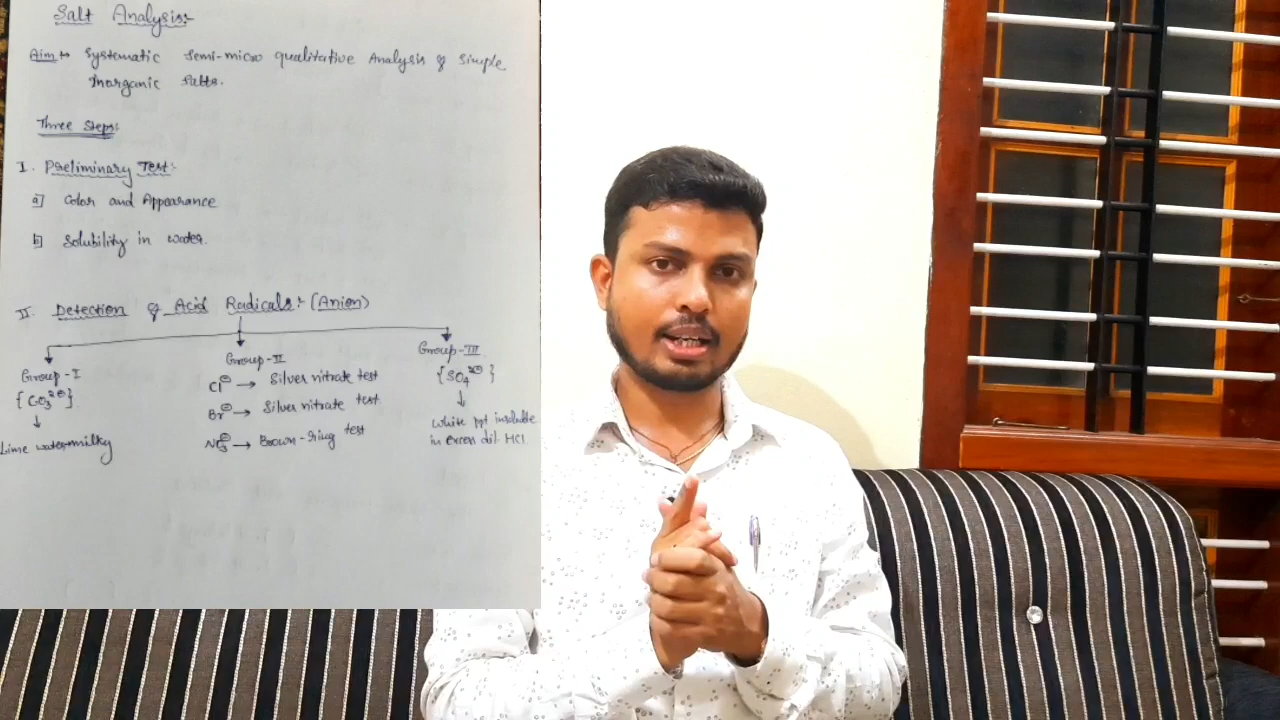 Salt Analysis:-
Aim:- Systematic Semi-micro qualitative Analysis of Simple
Inorganic Salts.
Three Steps:
I. Preliminary Test:-
a] Color and Appearance
b] Solubility in water.
II. Detection of Acid Radicals:- (Anion)
Group-I
{CO₃²⊖}
↓
Lime water milky
Group-II
Cl⊖ → Silver nitrate test
Br⊖ → Silver nitrate test
NO₃⊖ → Brown-ring test
Group-III
{SO₄²⊖}
↓
White ppt insoluble
in excess dil. HCl.